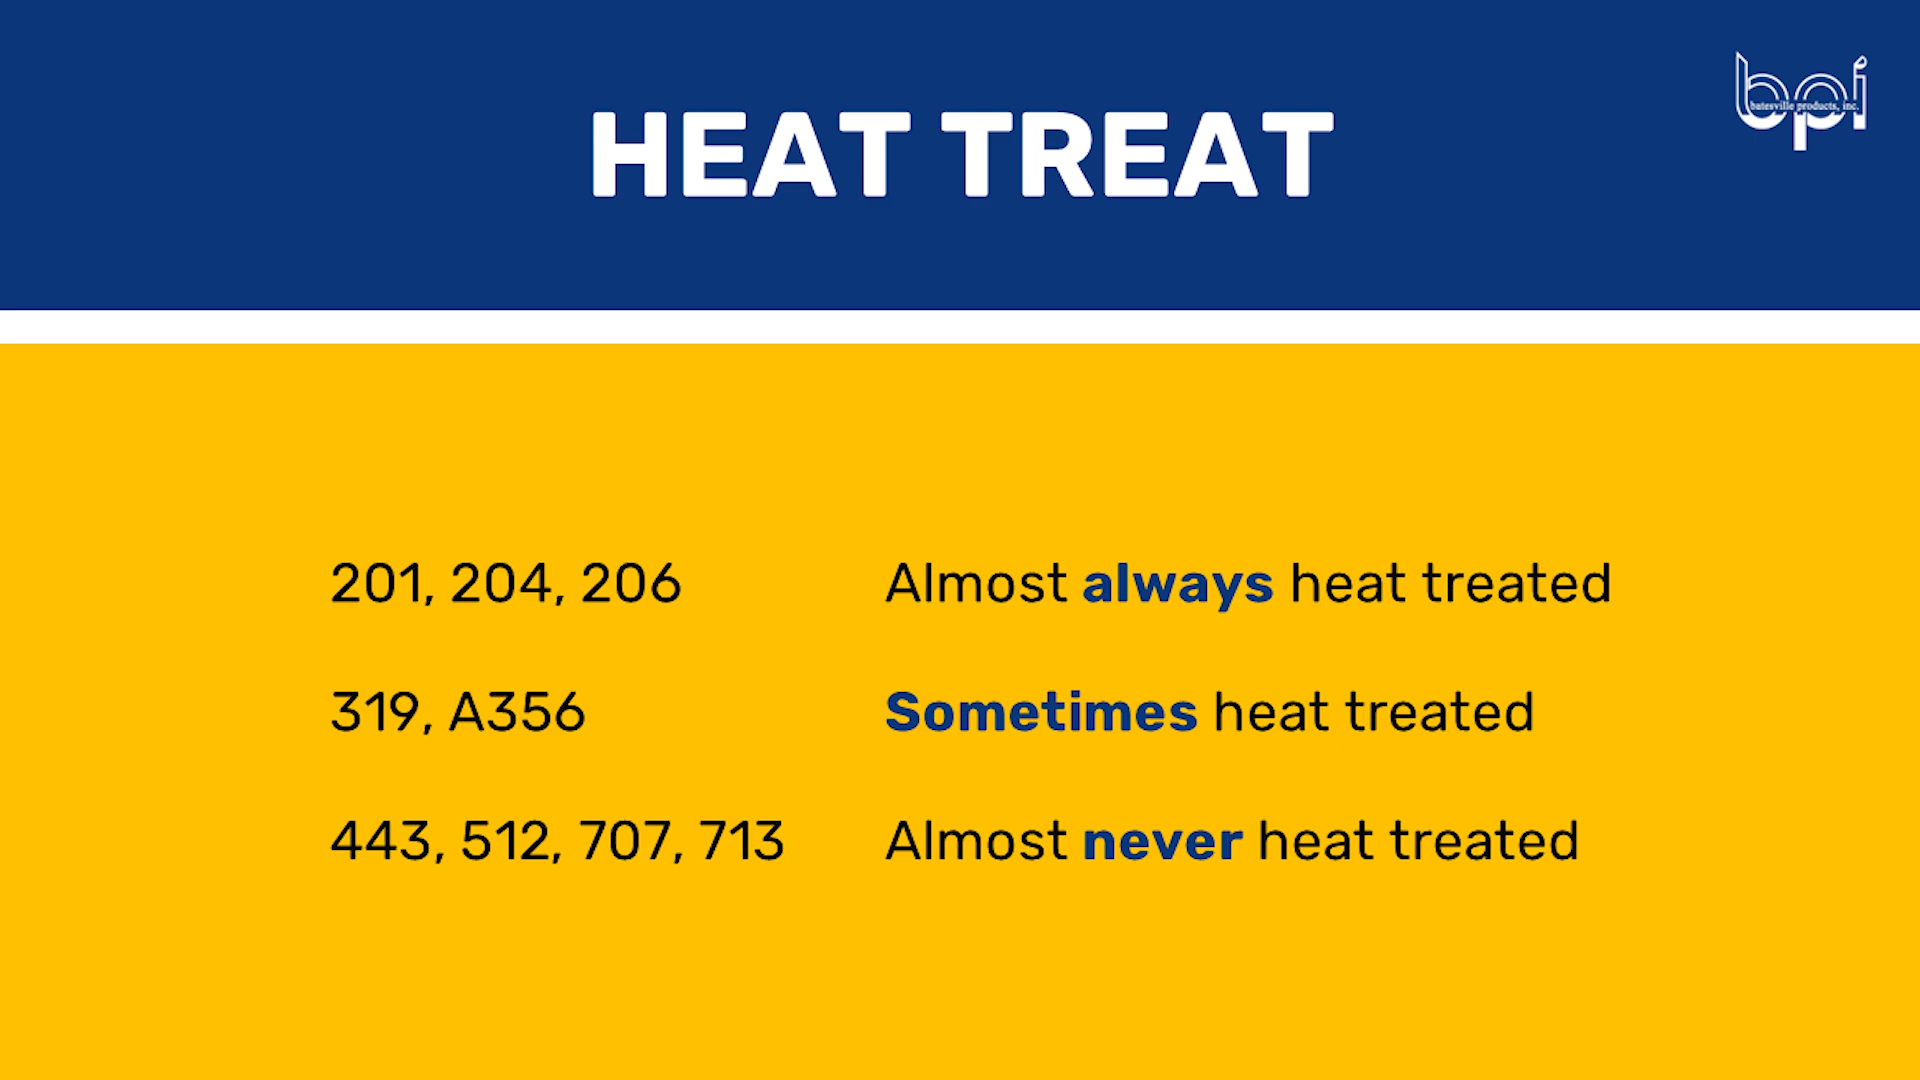 HEAT TREAT
bpi
batesville products, inc.
201, 204, 206 Almost always heat treated
319, A356 Sometimes heat treated
443, 512, 707, 713 Almost never heat treated